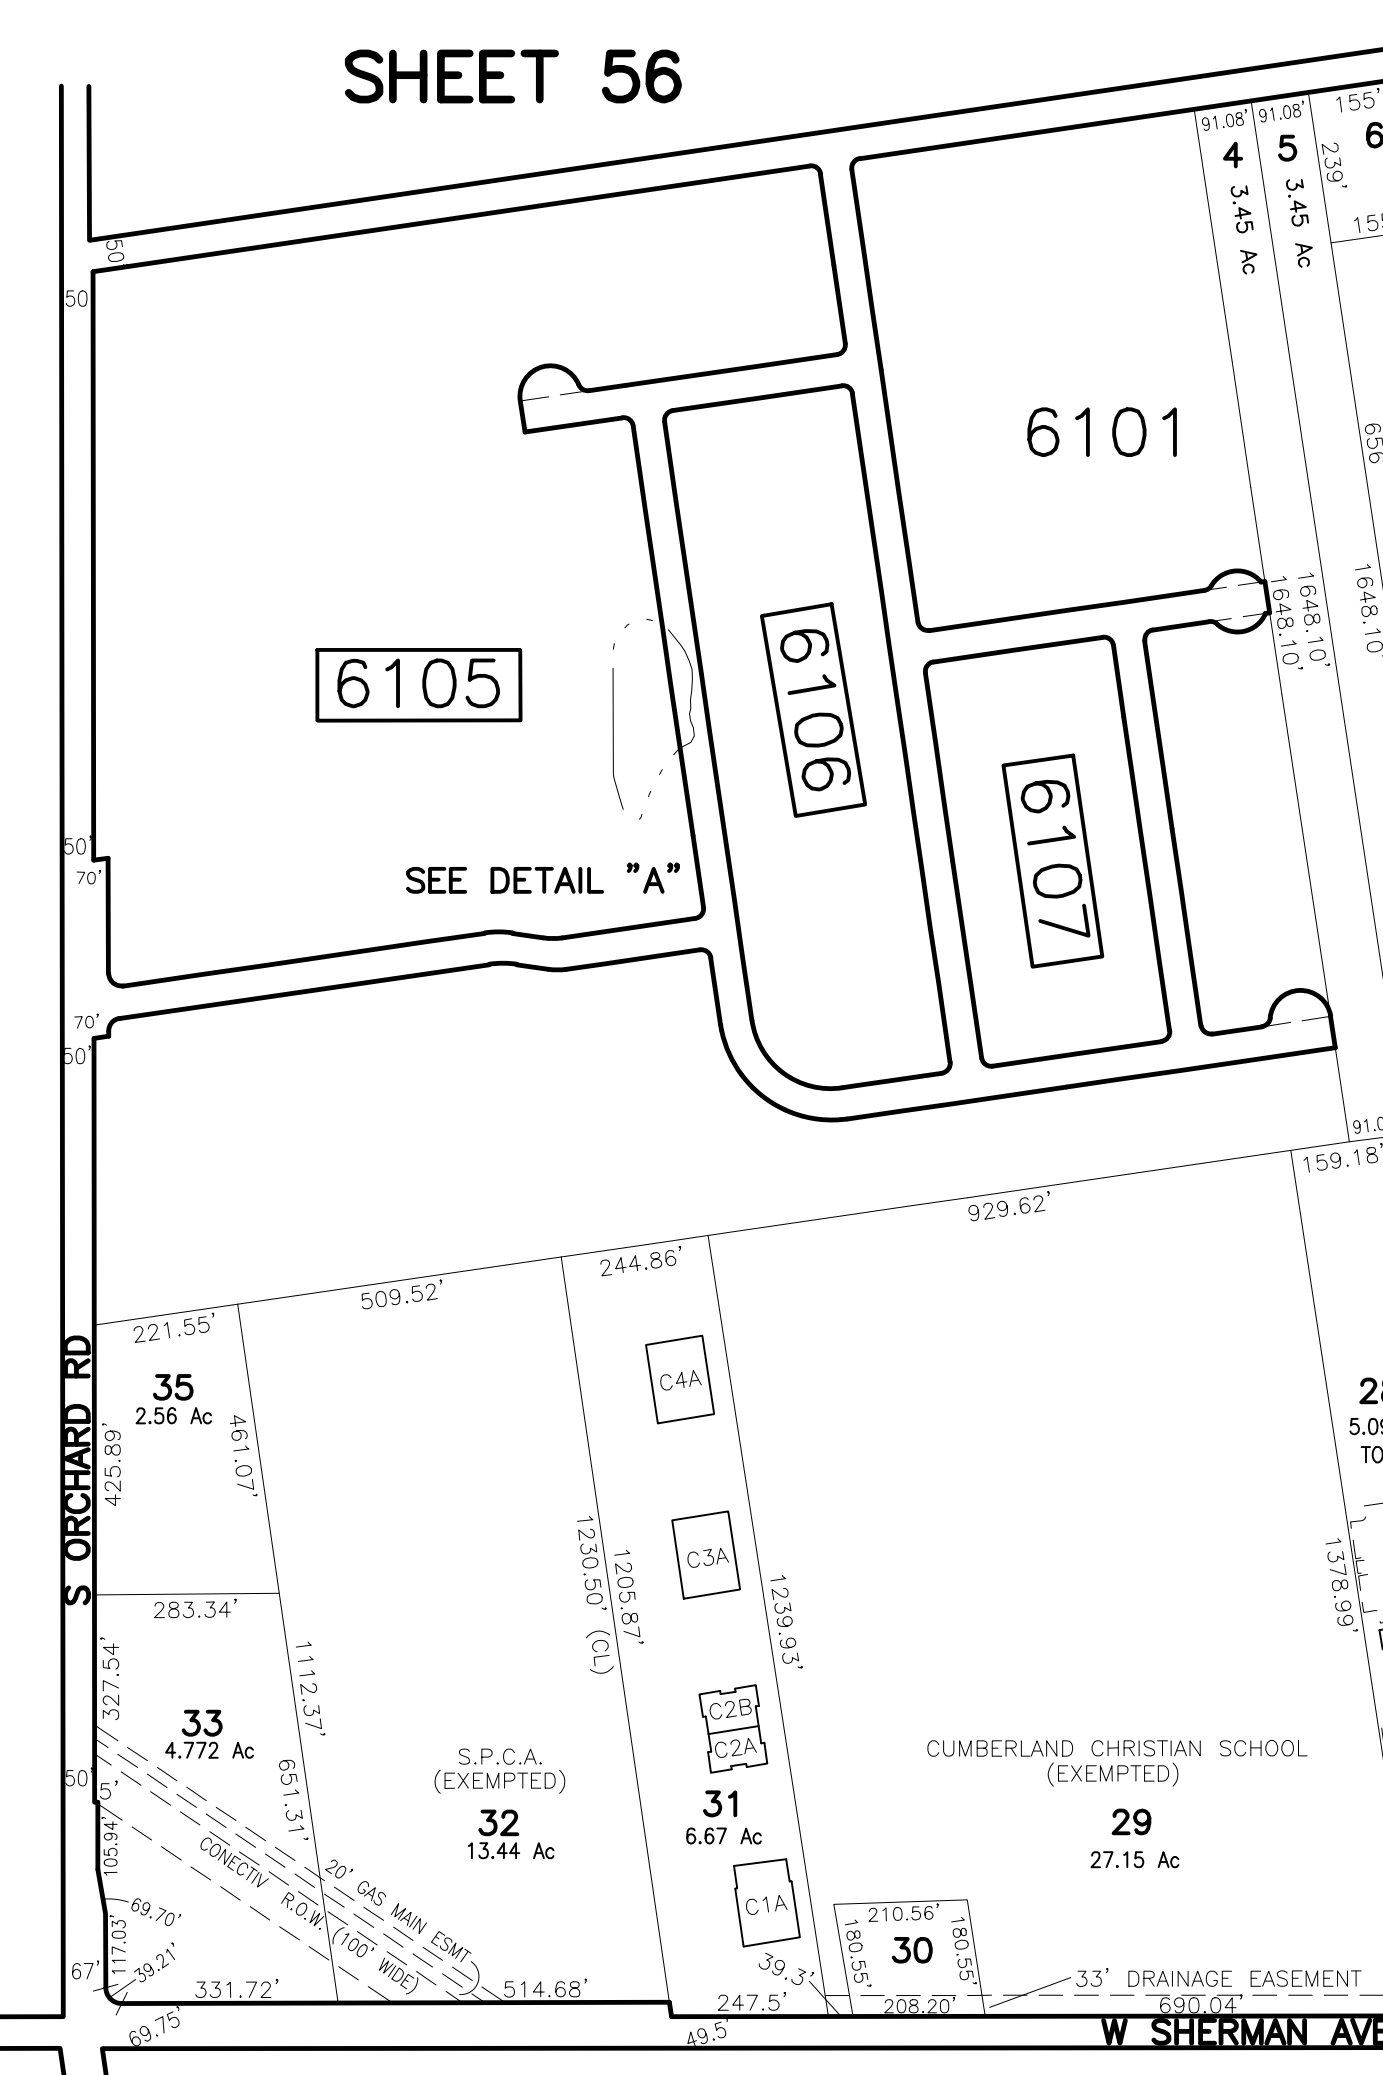 SHEET 56
91.08'
91.08'
155'
4
3.45 Ac
5
3.45 Ac
239'
50
50
6101
1648.10'
1648.10'
1648.10'
6105
6106
6107
SEE DETAIL "A"
50'
70'
70'
50'
159.18'
929.62'
244.86'
509.52'
221.55'
35
2.56 Ac
425.89'
461.07'
S ORCHARD RD
283.34'
327.54'
1112.37'
33
4.772 Ac
651.31'
50'
5'
105.94'
69.70'
117.03'
39.21'
67'
69.75'
331.72'
CONECTIV R.O.W. (100' WIDE)
20' GAS MAIN ESMT
S.P.C.A.
(EXEMPTED)
32
13.44 Ac
514.68'
1230.50' (CL)
1205.87'
1239.93'
C4A
C3A
C2B
C2A
31
6.67 Ac
C1A
39.3'
247.5'
49.5'
CUMBERLAND CHRISTIAN SCHOOL
(EXEMPTED)
29
27.15 Ac
210.56'
180.55'
30
180.55'
208.20'
33' DRAINAGE EASEMENT
690.04'
1378.99'
W SHERMAN AVE